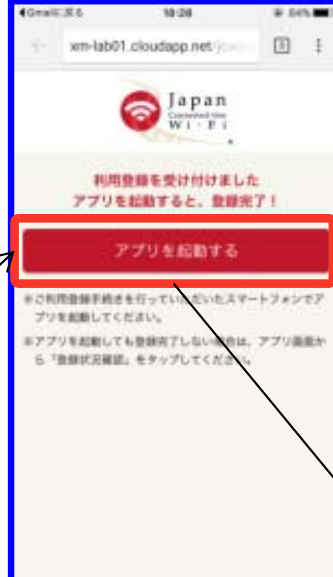 Gmailに戻る 18:28 84%
xm-lab01.cloudapp.net/jcw
Japan
Connected-free
Wi-Fi
利用登録を受け付けました
アプリを起動すると、登録完了！
アプリを起動する
※ご利用登録手続きを行っていただいたスマートフォンでア
プリを起動してください。
※アプリを起動しても登録完了しない場合は、アプリ画面か
ら「登録状況確認」をタップしてください。